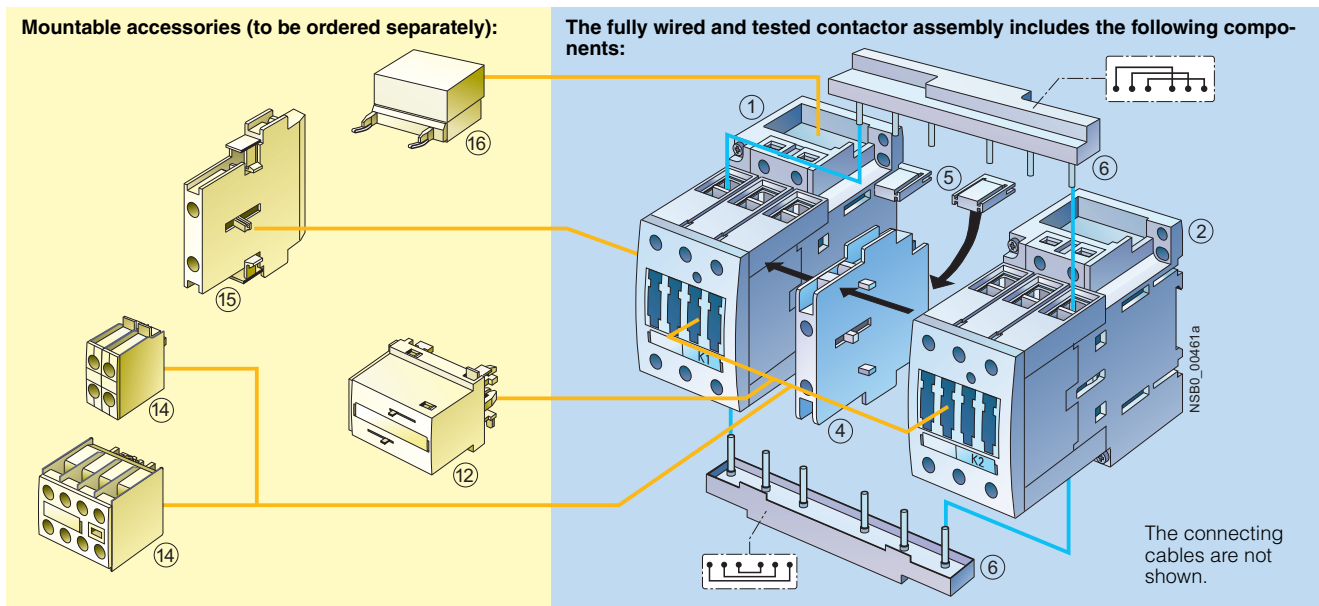 Mountable accessories (to be ordered separately):
The fully wired and tested contactor assembly includes the following compo-
nents:
16
1
5
6
2
15
K1
14
12
4
K2
14
6
NSB0_00461a
The connecting
cables are not
shown.